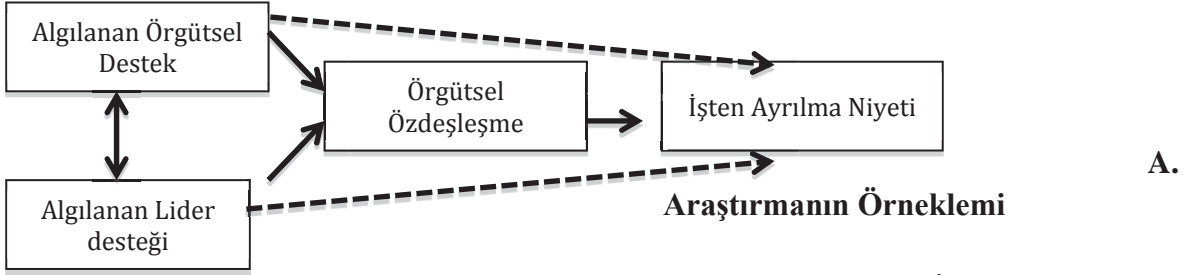 Algılanan Örgütsel
Destek
Örgütsel
Özdeşleşme
İşten Ayrılma Niyeti
A.
Algılanan Lider
desteği
Araştırmanın Örneklemi